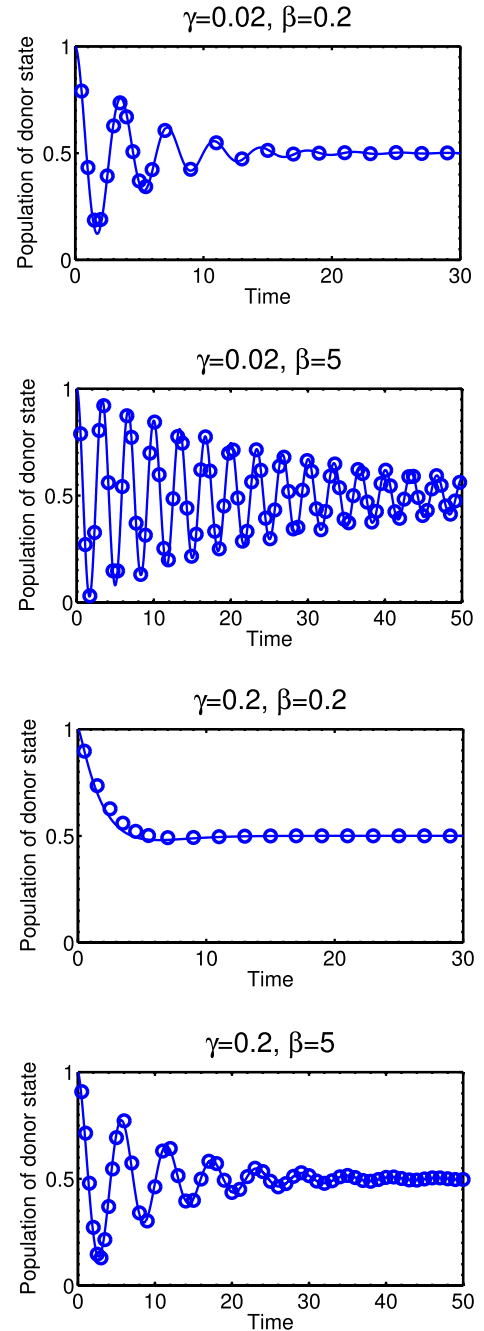 γ=0.02, β=0.2
1
0.5
0
Population of donor state
0 10 20 30
Time
γ=0.02, β=5
1
0.5
0
Population of donor state
0 10 20 30 40 50
Time
γ=0.2, β=0.2
1
0.5
0
Population of donor state
0 10 20 30
Time
γ=0.2, β=5
1
0.5
0
Population of donor state
0 10 20 30 40 50
Time